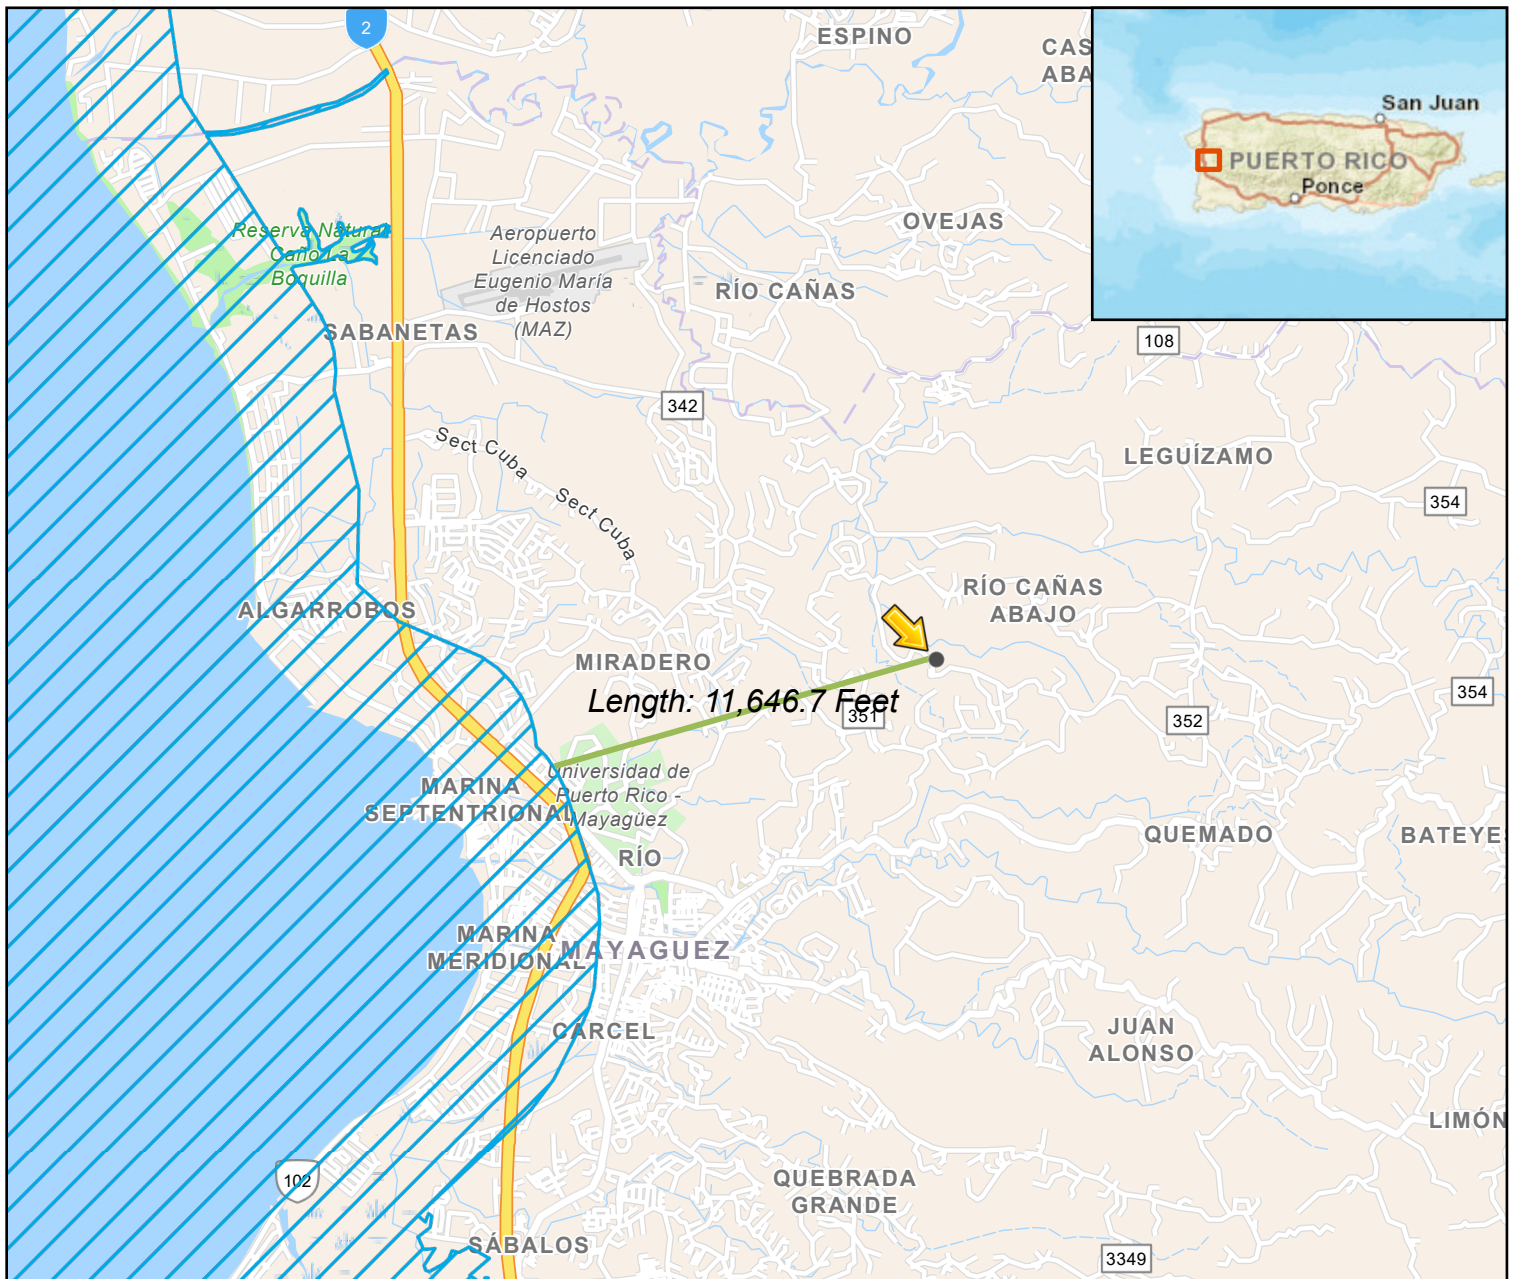 2
ESPINO
CAS
ABA
San Juan
PUERTO RICO
Ponce
Reserva Natural
Caño La
Boquilla
Aeropuerto
Licenciado
Eugenio María
de Hostos
(MAZ)
OVEJAS
RÍO CAÑAS
SABANETAS
108
342
Sect Cuba
Sect Cuba
LEGUÍZAMO
354
ALGARROBOS
RÍO CAÑAS
ABAJO
MIRADERO
Length: 11,646.7 Feet
351
354
352
MARINA
SEPTENTRIONAL
Universidad de
Puerto Rico -
Mayagüez
QUEMADO
BATEYE
RÍO
MARINA
MERIDIONAL
MAYAGUEZ
CÁRCEL
JUAN
ALONSO
LIMÓN
102
QUEBRADA
GRANDE
SÁBALOS
3349